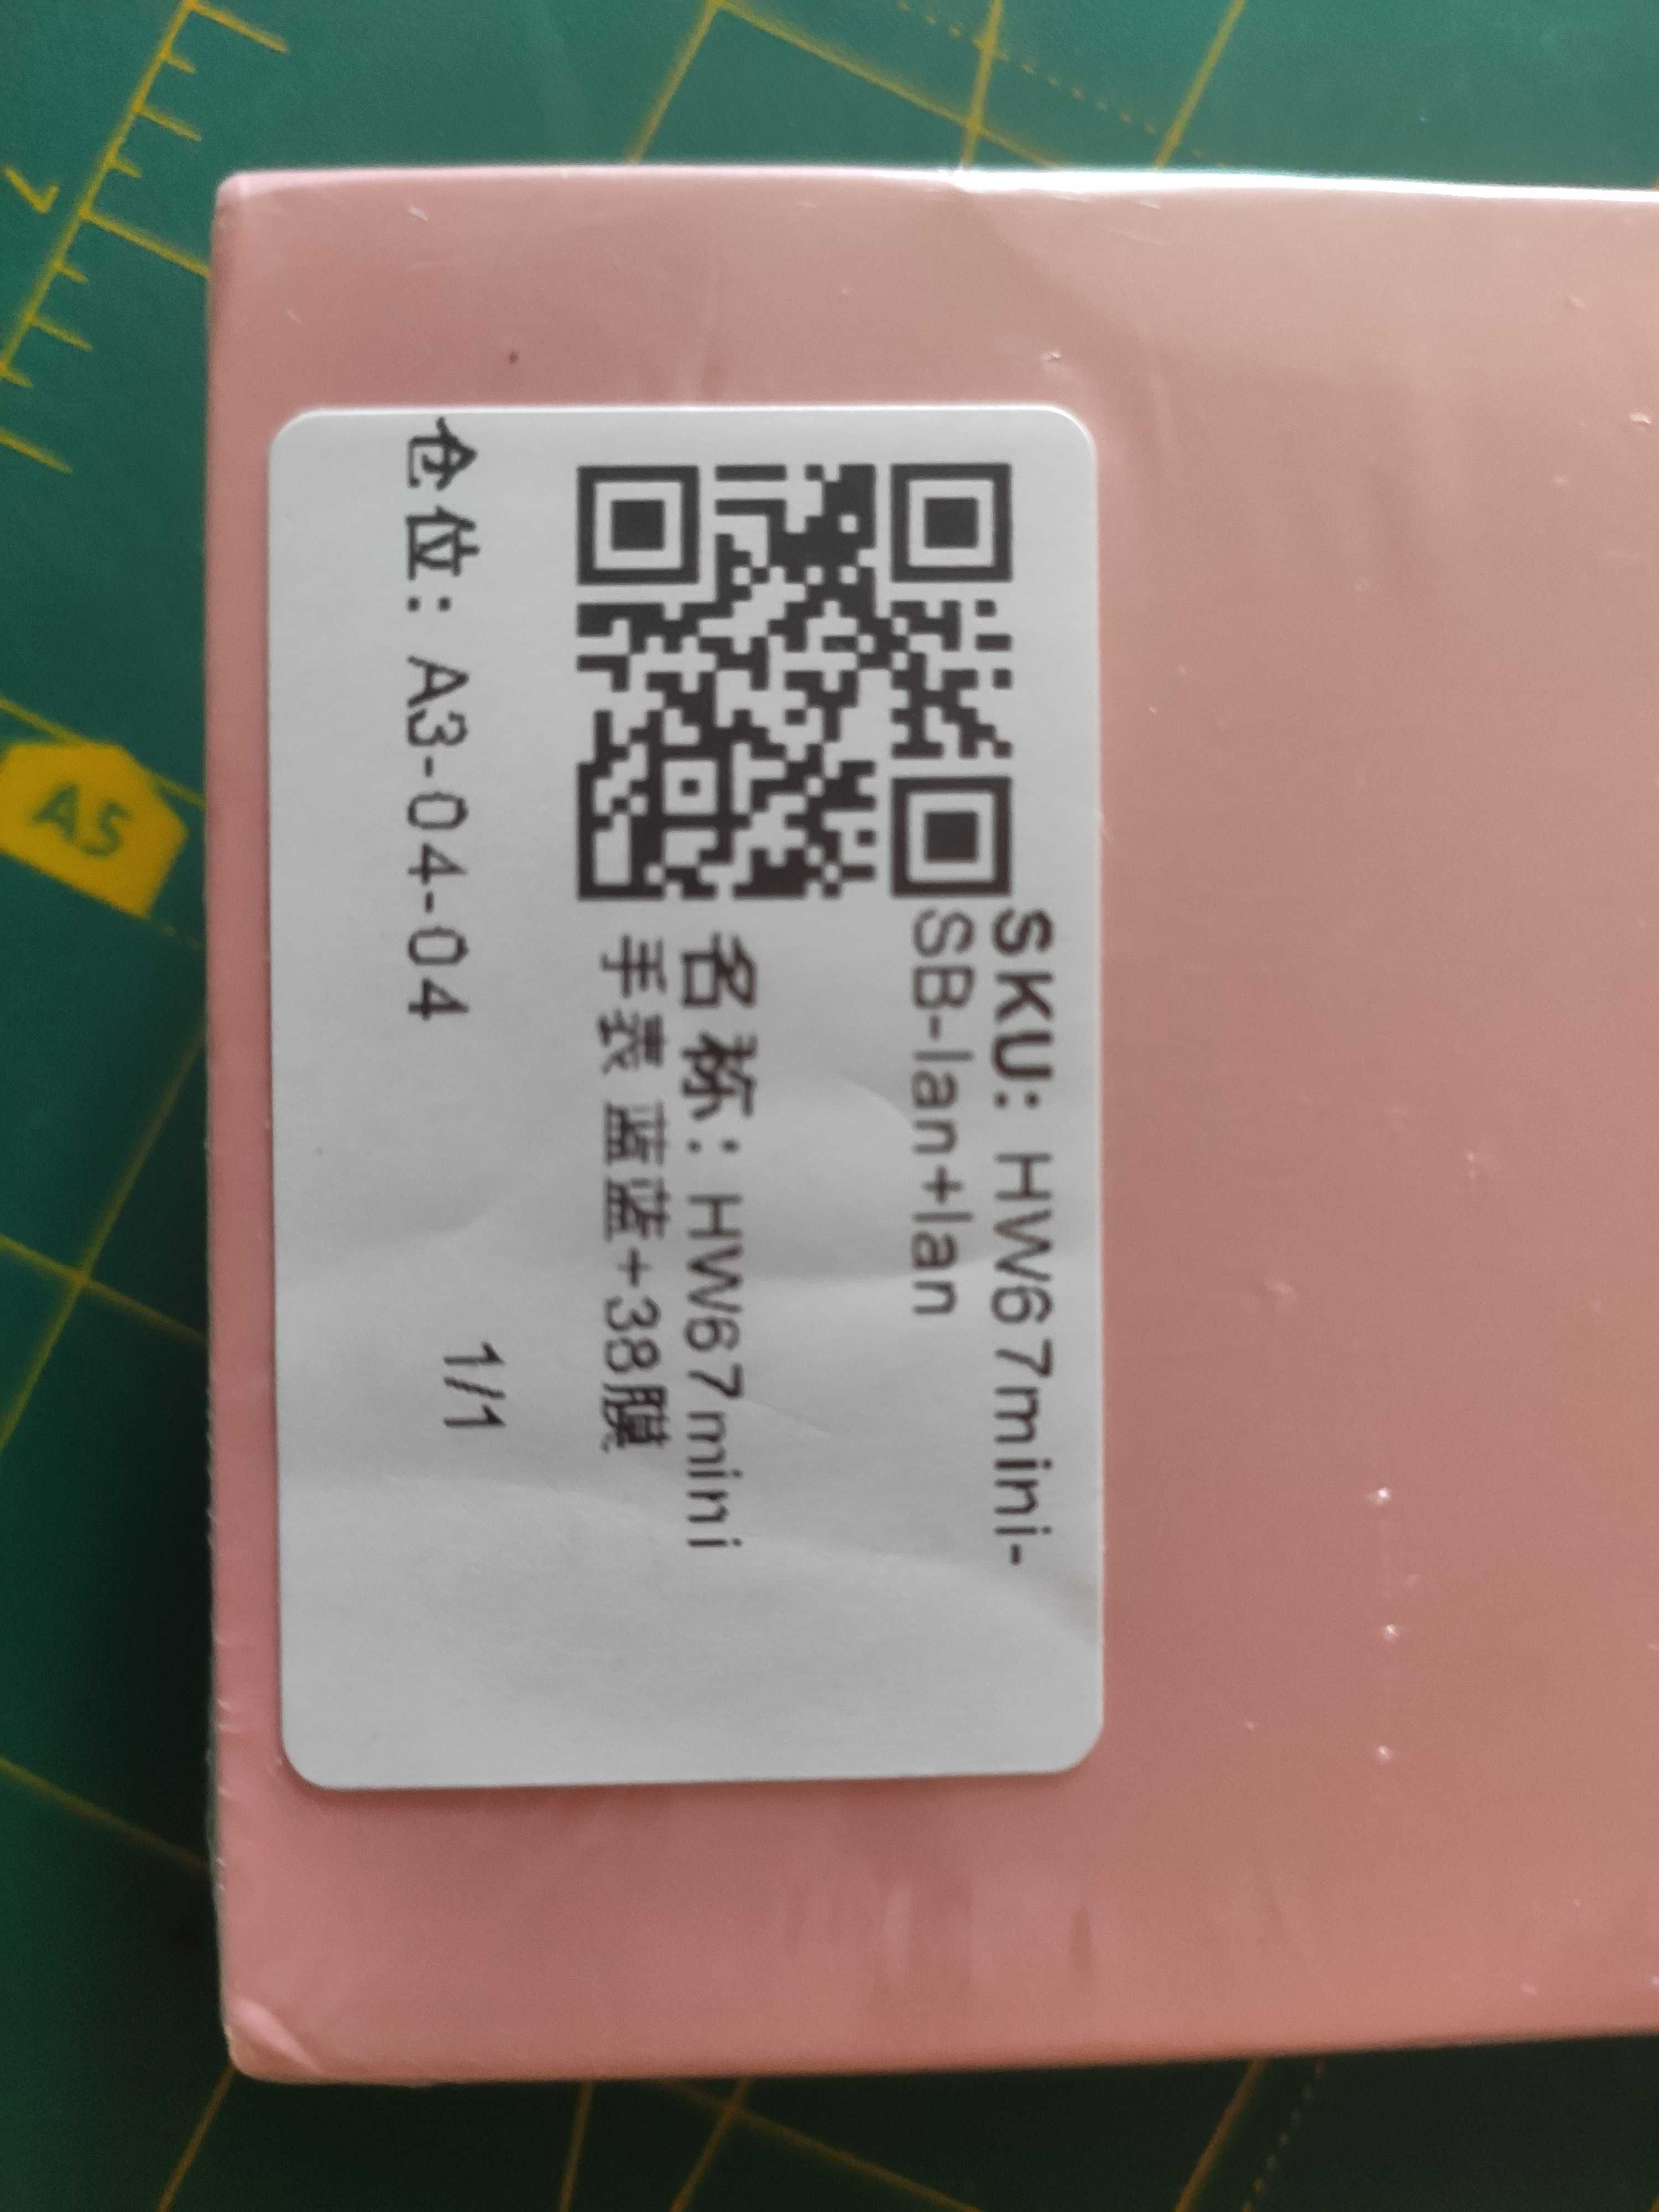 SKU: HW67mini-
SB-lan+lan
名称: HW67mini
手表 蓝蓝+38膜
1/1
仓位: A3-04-04
A5
7